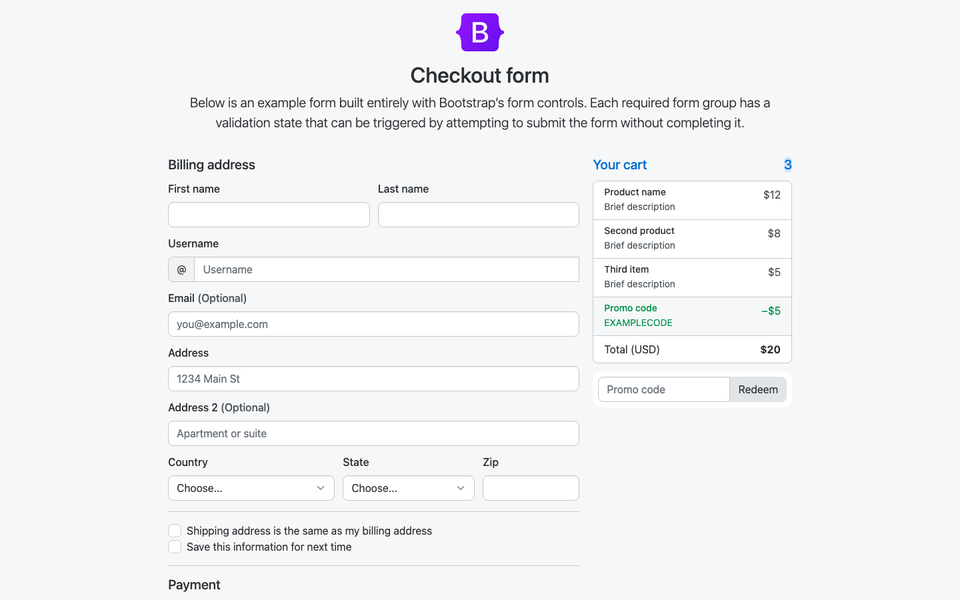 B
Checkout form
Below is an example form built entirely with Bootstrap's form controls. Each required form group has a
validation state that can be triggered by attempting to submit the form without completing it.
Billing address
First name
Last name
Username
@
Username
Email (Optional)
you@example.com
Address
1234 Main St
Address 2 (Optional)
Apartment or suite
Country
State
Zip
Choose...
Choose...
Shipping address is the same as my billing address
Save this information for next time
Payment
Your cart
3
Product name
$12
Brief description
Second product
$8
Brief description
Third item
$5
Brief description
Promo code
−$5
EXAMPLECODE
Total (USD)
$20
Promo code
Redeem